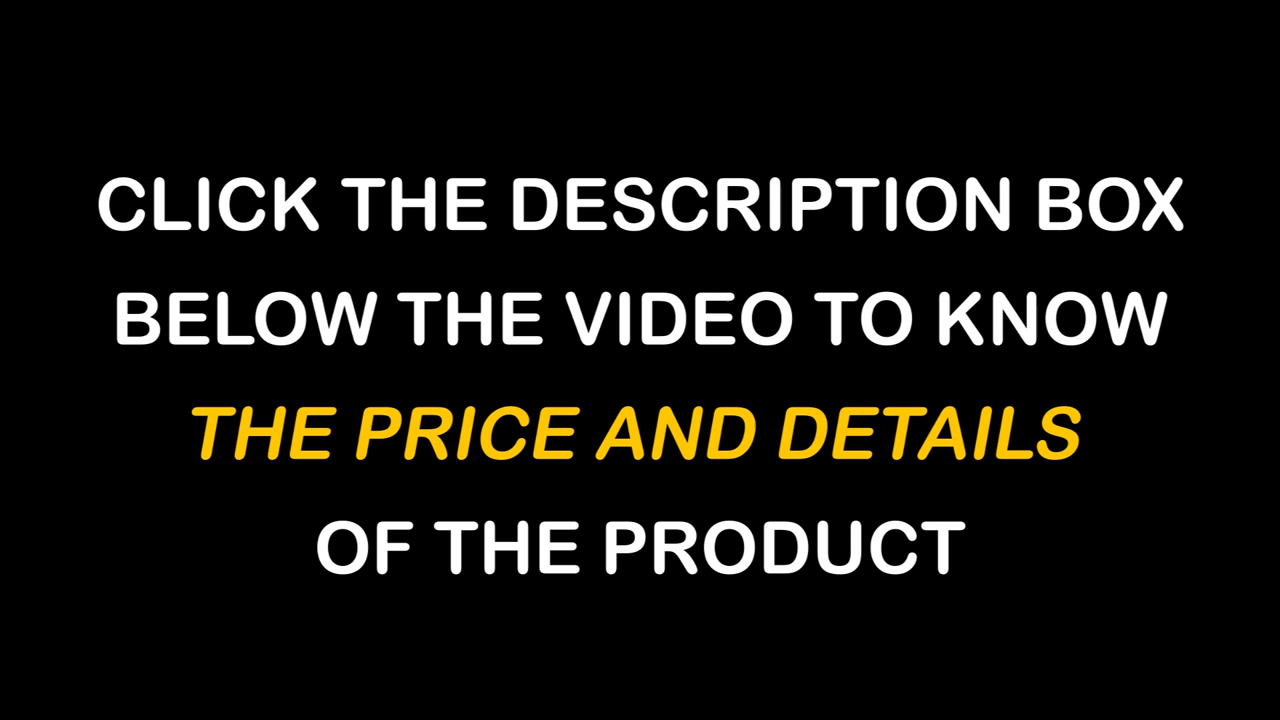 CLICK THE DESCRIPTION BOX
BELOW THE VIDEO TO KNOW
THE PRICE AND DETAILS
OF THE PRODUCT